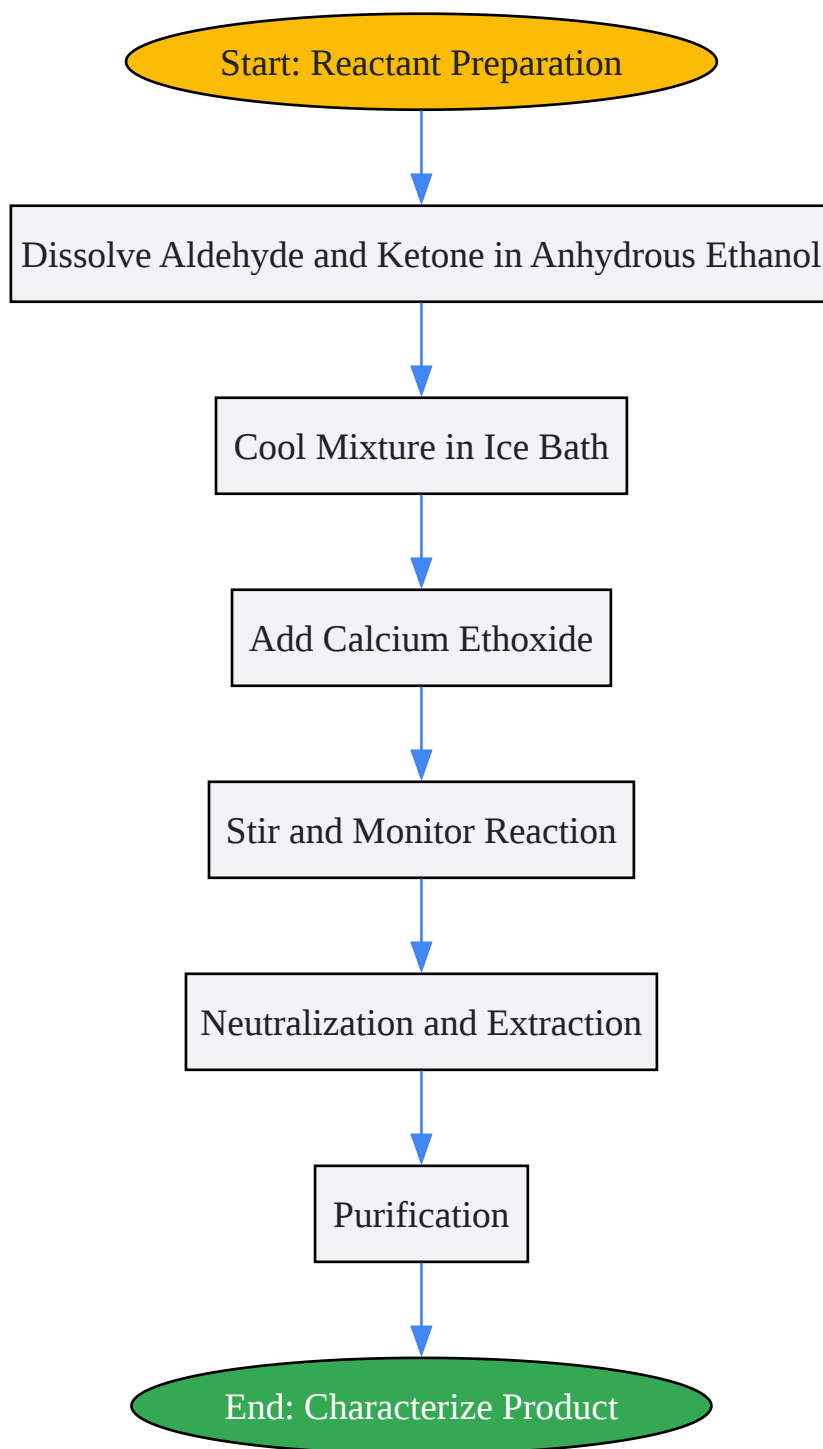 Start: Reactant Preparation
Dissolve Aldehyde and Ketone in Anhydrous Ethanol
Cool Mixture in Ice Bath
Add Calcium Ethoxide
Stir and Monitor Reaction
Neutralization and Extraction
Purification
End: Characterize Product